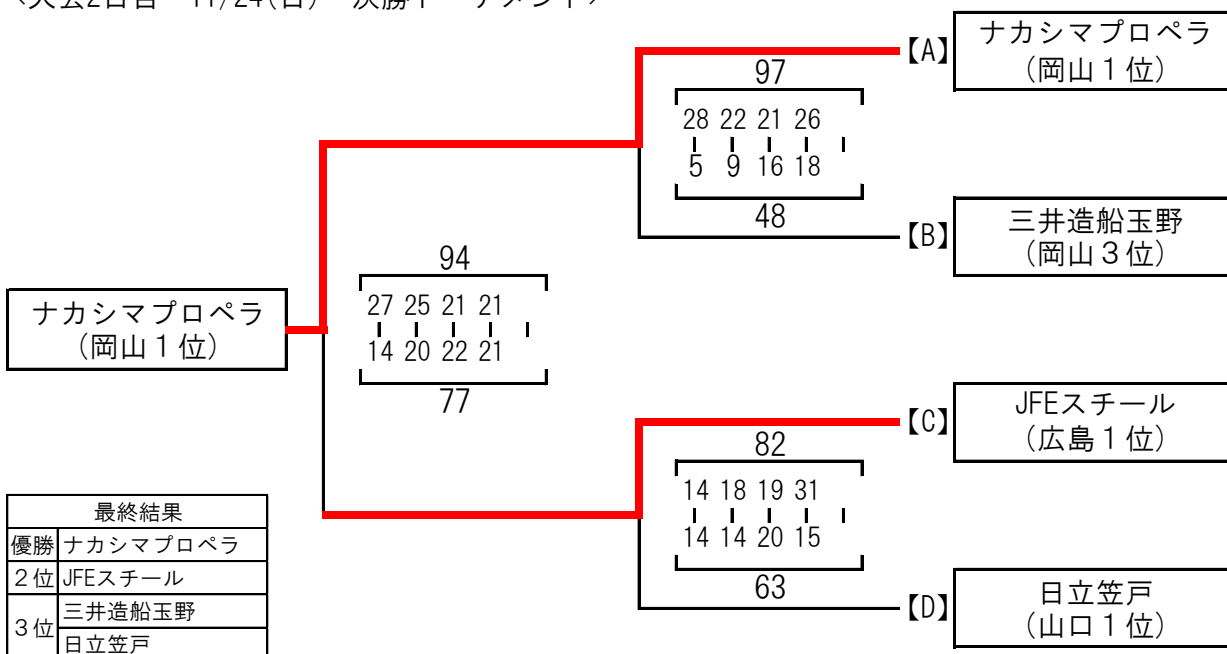 11/24(日)
【A】
ナカシマプロペラ
(岡山１位)
97
28 22 21 26
5 9 16 18
48
【B】
三井造船玉野
(岡山３位)
94
27 25 21 21
14 20 22 21
77
ナカシマプロペラ
(岡山１位)
【C】
JFEスチール
(広島１位)
82
14 18 19 31
14 14 20 15
63
【D】
日立笠戸
(山口１位)
最終結果
優勝 ナカシマプロペラ
２位 JFEスチール
３位 三井造船玉野
日立笠戸